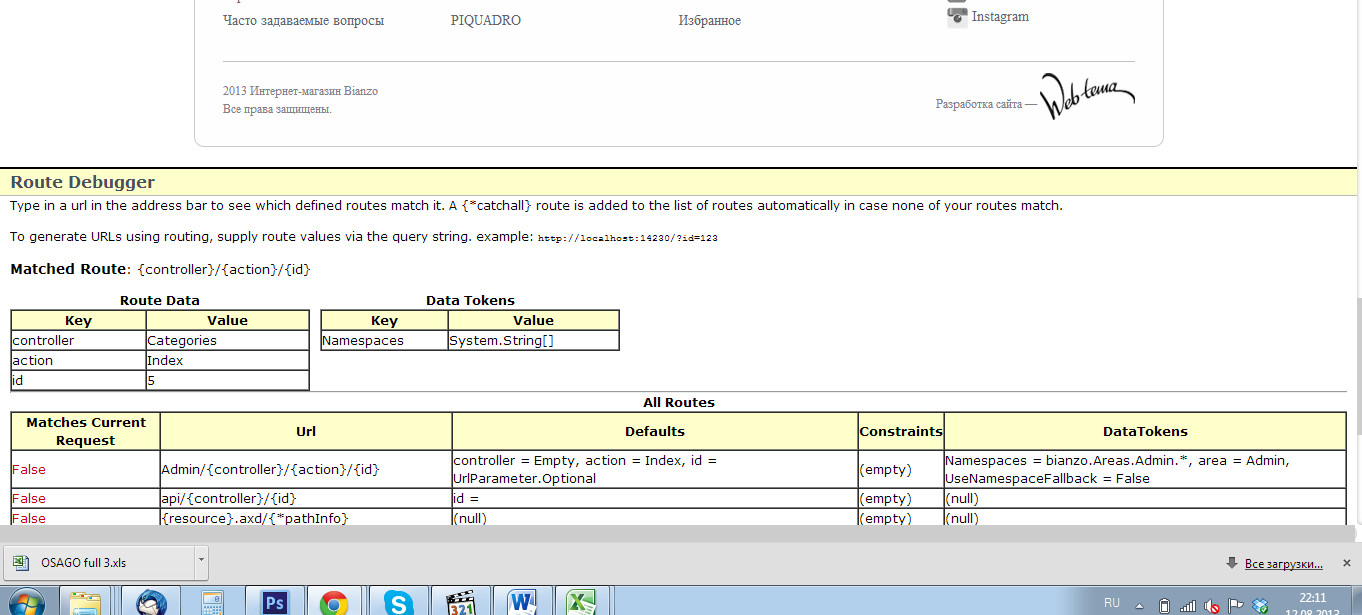 Часто задаваемые вопросы PIQUADRO Избранное Instagram
2013 Интернет-магазин Bianzo
Все права защищены.
Разработка сайта — Webtema
Route Debugger
Type in a url in the address bar to see which defined routes match it. A {*catchall} route is added to the list of routes automatically in case none of your routes match.
To generate URLs using routing, supply route values via the query string. example: http://localhost:14230/?id=123
Matched Route: {controller}/{action}/{id}
Route Data
Key Value
controller Categories
action Index
id 5
Data Tokens
Key Value
Namespaces System.String[]
All Routes
Matches Current Request Url Defaults Constraints DataTokens
False Admin/{controller}/{action}/{id} controller = Empty, action = Index, id = UrlParameter.Optional (empty) Namespaces = bianzo.Areas.Admin.*, area = Admin, UseNamespaceFallback = False
False api/{controller}/{id} id = (empty) (null)
False {resource}.axd/{*pathInfo} (null) (empty) (null)
OSAGO full 3.xls Все загрузки...
Ps 321 W X
RU 22:11
12.08.2013